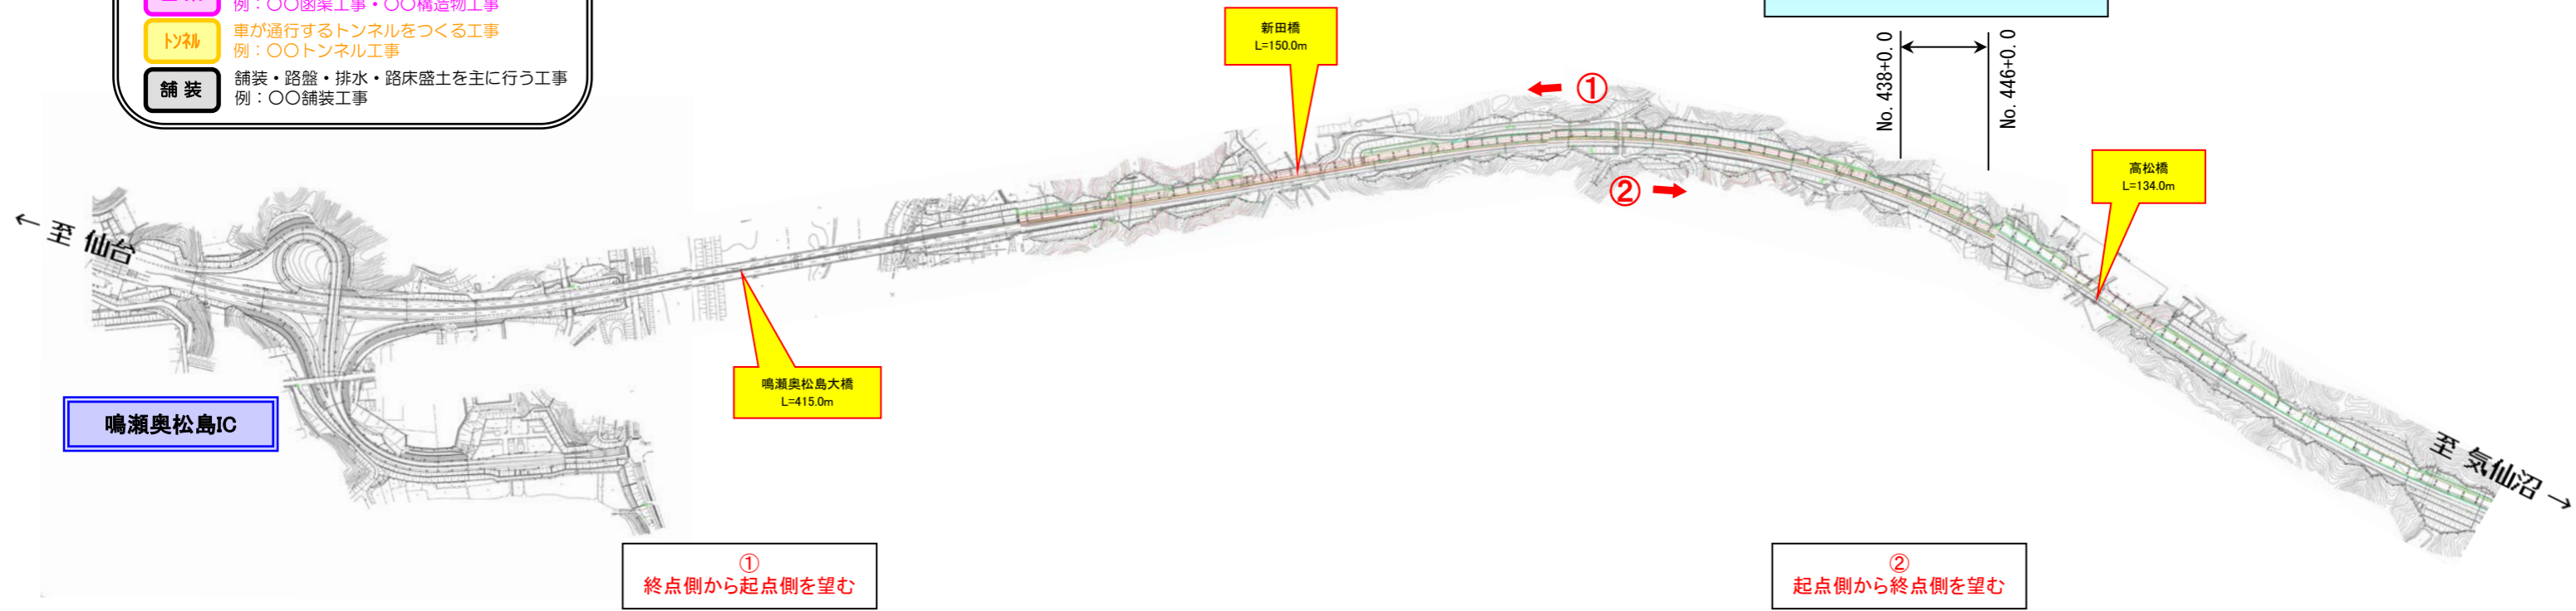 例：〇〇函渠工事・〇〇構造物工事
トンネル
車が通行するトンネルをつくる工事
例：〇〇トンネル工事
舗 装
舗装・路盤・排水・路床盛土を主に行う工事
例：〇〇舗装工事
新田橋
L=150.0m
No. 438+0.0
No. 446+0.0
①
②
高松橋
L=134.0m
← 至 仙台
鳴瀬奥松島大橋
L=415.0m
鳴瀬奥松島IC
至 気仙沼 →
①
終点側から起点側を望む
②
起点側から終点側を望む